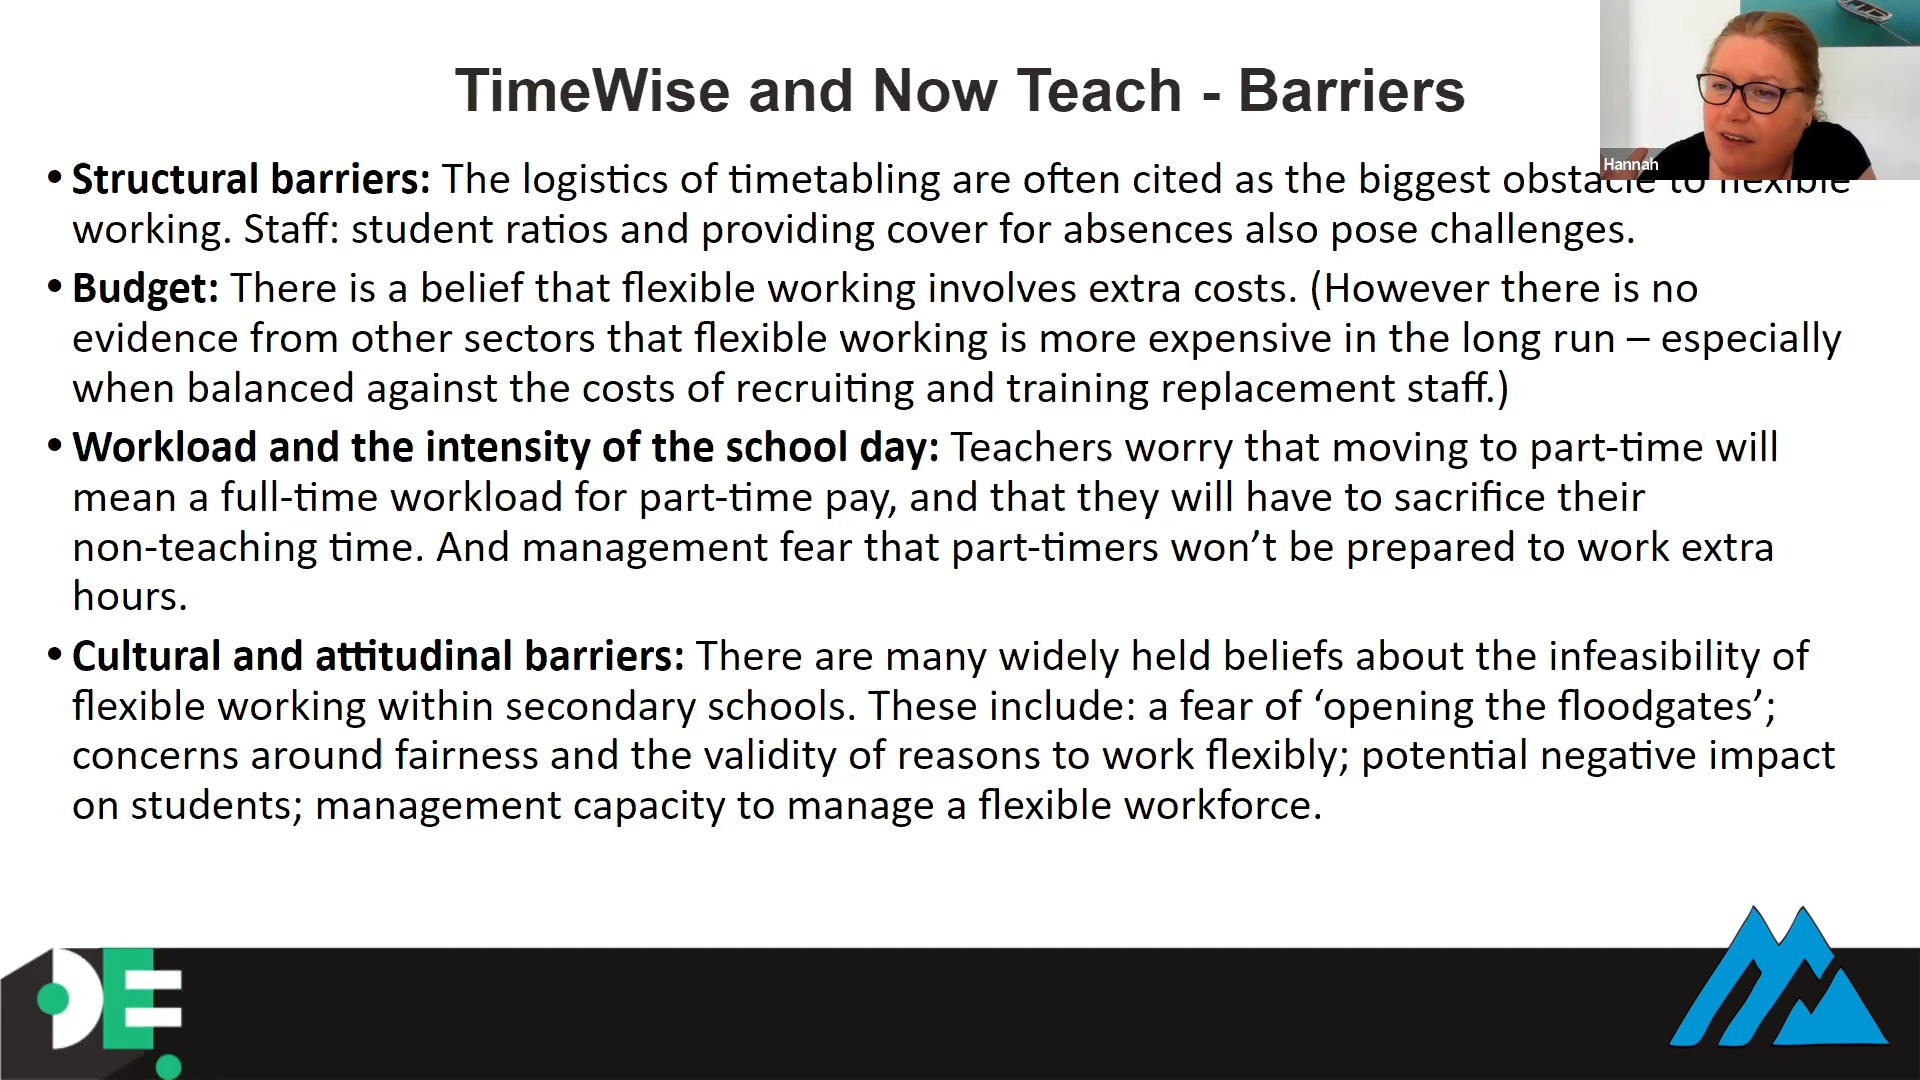 TimeWise and Now Teach - Barriers
Hannah
• Structural barriers: The logistics of timetabling are often cited as the biggest obstacle to flexible
working. Staff: student ratios and providing cover for absences also pose challenges.
• Budget: There is a belief that flexible working involves extra costs. (However there is no
evidence from other sectors that flexible working is more expensive in the long run – especially
when balanced against the costs of recruiting and training replacement staff.)
• Workload and the intensity of the school day: Teachers worry that moving to part-time will
mean a full-time workload for part-time pay, and that they will have to sacrifice their
non-teaching time. And management fear that part-timers won’t be prepared to work extra
hours.
• Cultural and attitudinal barriers: There are many widely held beliefs about the infeasibility of
flexible working within secondary schools. These include: a fear of ‘opening the floodgates’;
concerns around fairness and the validity of reasons to work flexibly; potential negative impact
on students; management capacity to manage a flexible workforce.
DE